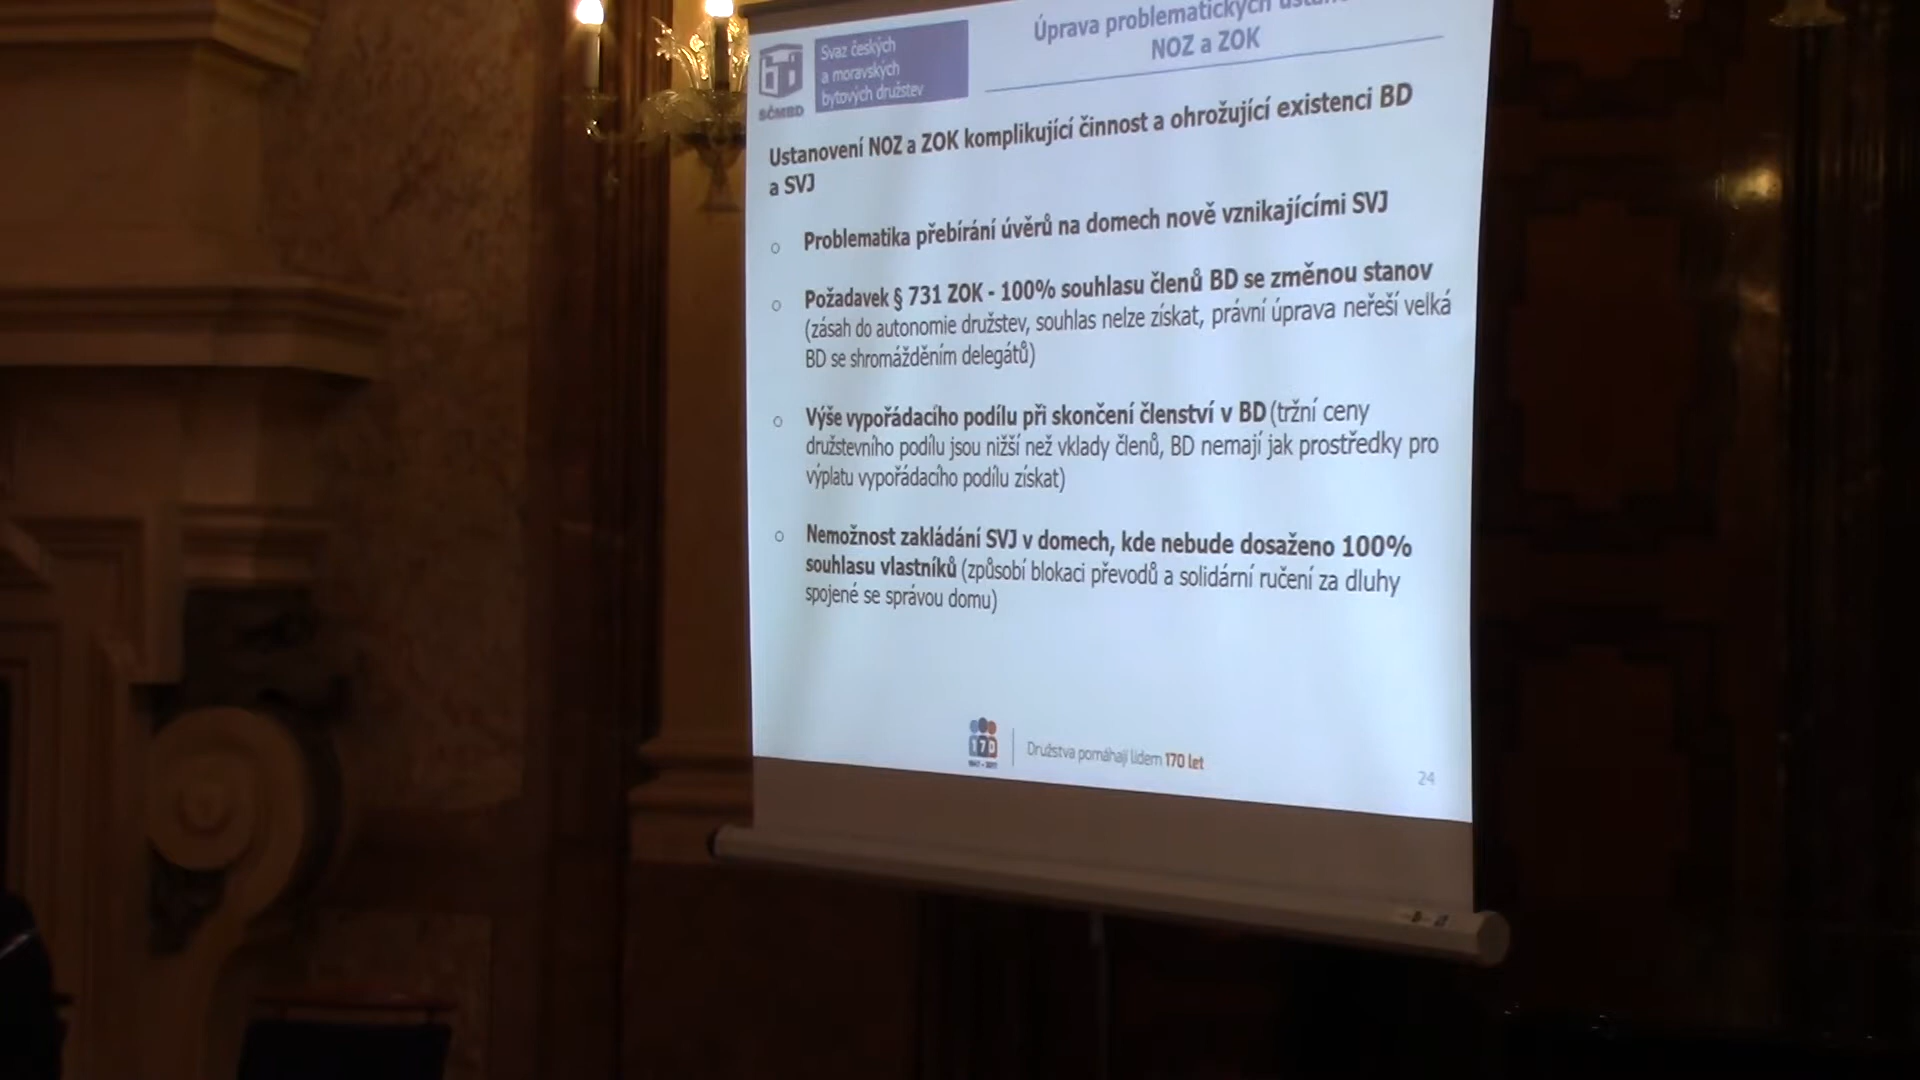 Svaz českých
a moravských
bytových družstev
SČMBD
Úprava problematických
NOZ a ZOK
Ustanovení NOZ a ZOK komplikující činnost a ohrožující existenci BD
a SVJ
○ Problematika přebírání úvěrů na domech nově vznikajícími SVJ
○ Požadavek § 731 ZOK - 100% souhlasu členů BD se změnou stanov
(zásah do autonomie družstev, souhlas nelze získat, právní úprava neřeší velká
BD se shromážděním delegátů)
○ Výše vypořádacího podílu při skončení členství v BD (tržní ceny
družstevního podílu jsou nižší než vklady členů, BD nemají jak prostředky pro
výplatu vypořádacího podílu získat)
○ Nemožnost zakládání SVJ v domech, kde nebude dosaženo 100%
souhlasu vlastníků (způsobí blokaci převodů a solidární ručení za dluhy
spojené se správou domu)
170
1847 - 2017
Družstva pomáhají lidem 170 let
24